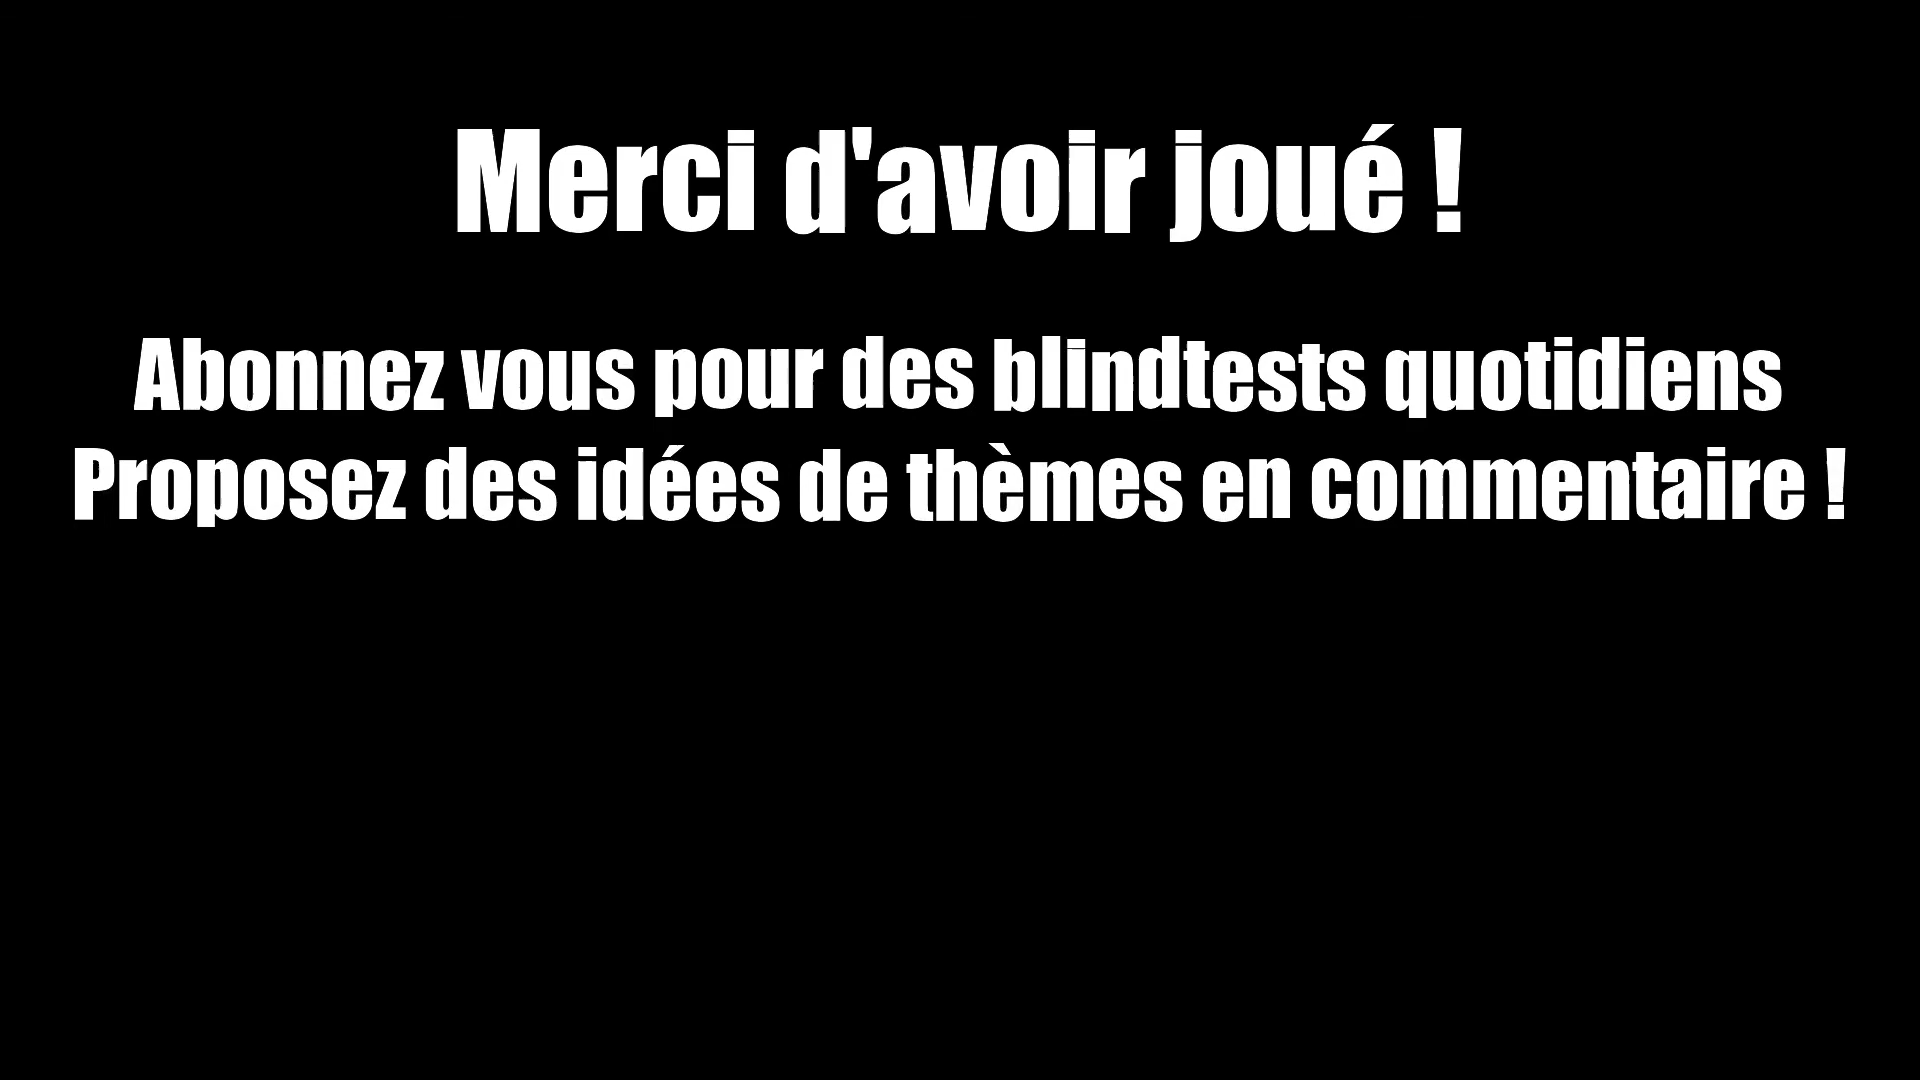 Merci d'avoir joué !
Abonnez vous pour des blindtests quotidiens
Proposez des idées de thèmes en commentaire !